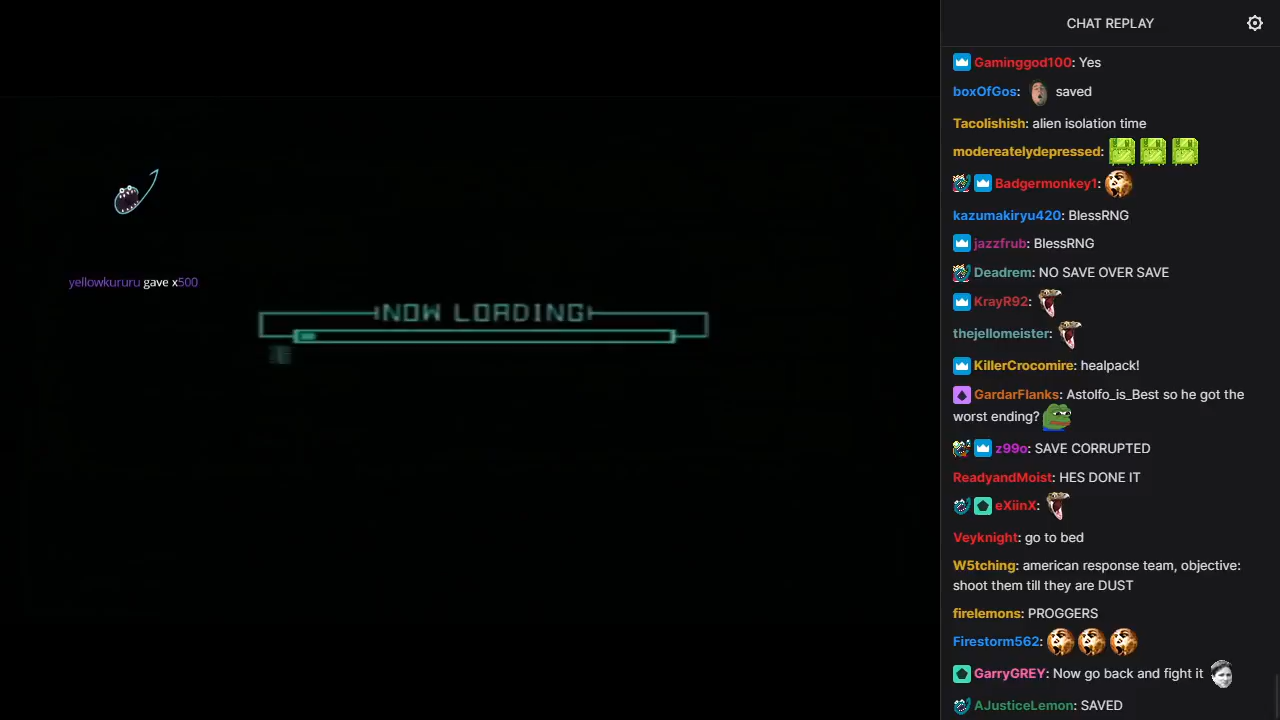 CHAT REPLAY
Gaminggod100: Yes
boxOfGos: saved
Tacolishish: alien isolation time
modereatelydepressed:
Badgermonkey1:
kazumakiryu420: BlessRNG
jazzfrub: BlessRNG
Deadrem: NO SAVE OVER SAVE
KrayR92:
thejellomeister:
KillerCrocomire: healpack!
GardarFlanks: Astolfo_is_Best so he got the
worst ending?
z99o: SAVE CORRUPTED
ReadyandMoist: HES DONE IT
eXiinX:
Veyknight: go to bed
W5tching: american response team, objective:
shoot them till they are DUST
firelemons: PROGGERS
Firestorm562:
GarryGREY: Now go back and fight it
AJusticeLemon: SAVED
yellowkururu gave x500
NOW LOADING